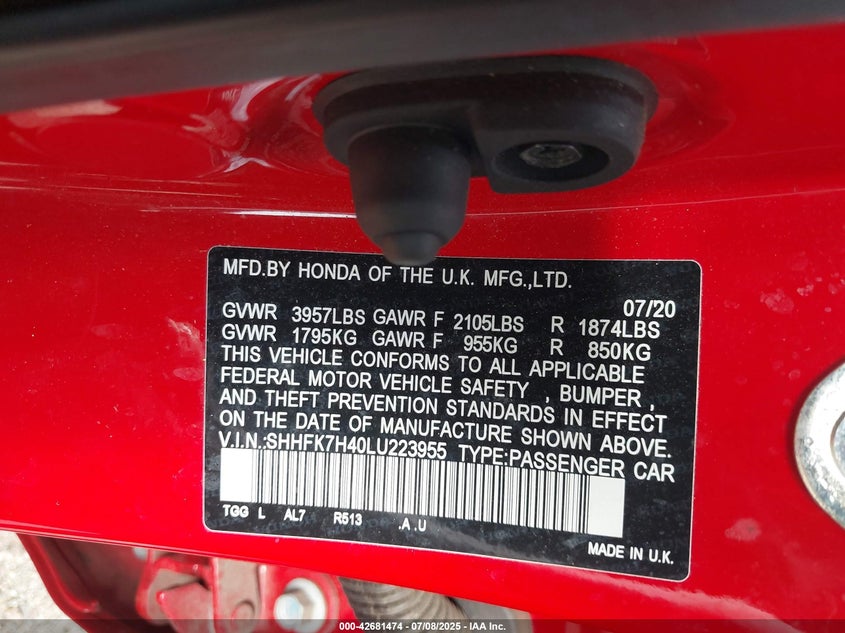 MFD.BY HONDA OF THE U.K. MFG.,LTD.
07/20
GVWR 3957LBS GAWR F 2105LBS R 1874LBS
GVWR 1795KG GAWR F 955KG R 850KG
THIS VEHICLE CONFORMS TO ALL APPLICABLE
FEDERAL MOTOR VEHICLE SAFETY , BUMPER ,
AND THEFT PREVENTION STANDARDS IN EFFECT
ON THE DATE OF MANUFACTURE SHOWN ABOVE.
V.I.N.:SHHFK7H40LU223955 TYPE:PASSENGER CAR
TGG L AL7 R513 .A .U
MADE IN U.K.
000-42681474 | 07/08/2025 - IAA Inc.